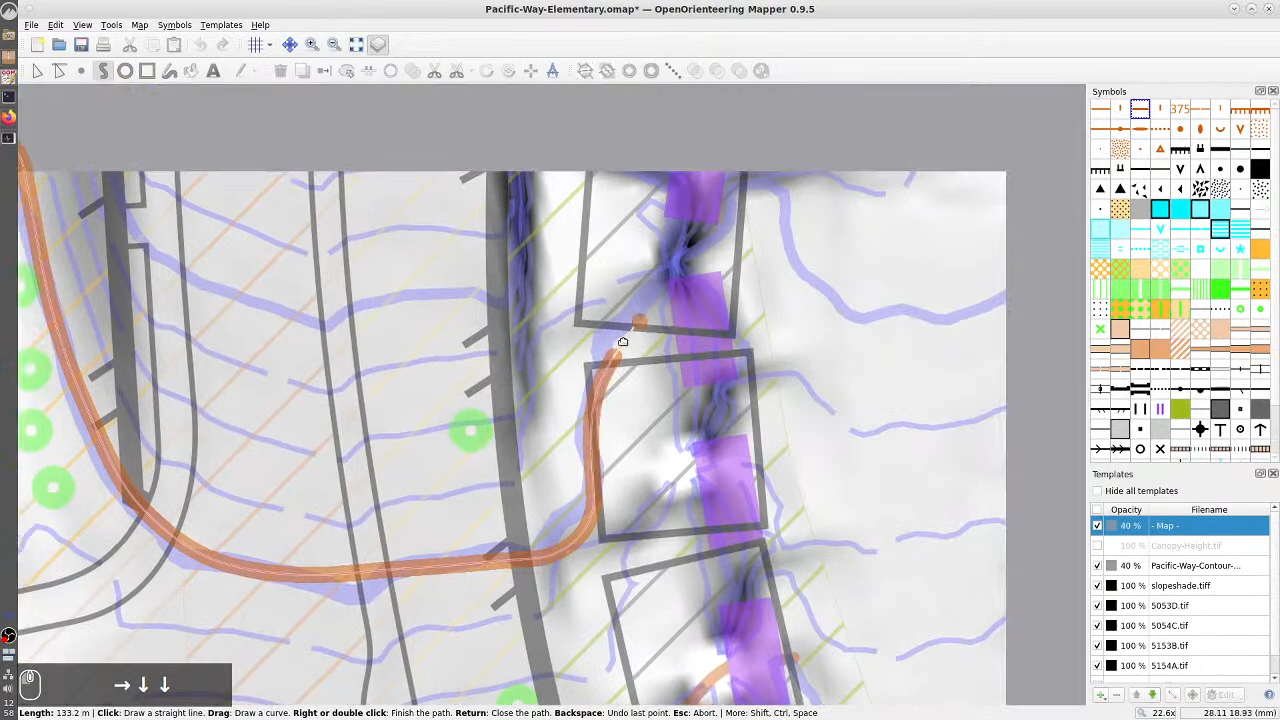 Pacific-Way-Elementary.omap* — OpenOrienteering Mapper 0.9.5
File Edit View Tools Map Symbols Templates Help
Symbols
375
Templates
Hide all templates
Opacity Filename
40 % - Map -
100 % Canopy-Height.tif
40 % Pacific-Way-Contour-...
100 % slopeshade.tiff
100 % 5053D.tif
100 % 5054C.tif
100 % 5153B.tif
100 % 5154A.tif
Edit
→ ↓ ↓
12
58
Length: 133.2 m | Click: Draw a straight line. Drag: Draw a curve. Right or double click: Finish the path. Return: Close the path. Backspace: Undo last point. Esc: Abort. | More: Shift, Ctrl, Space
22.6x
28.11 18.93 (mm)